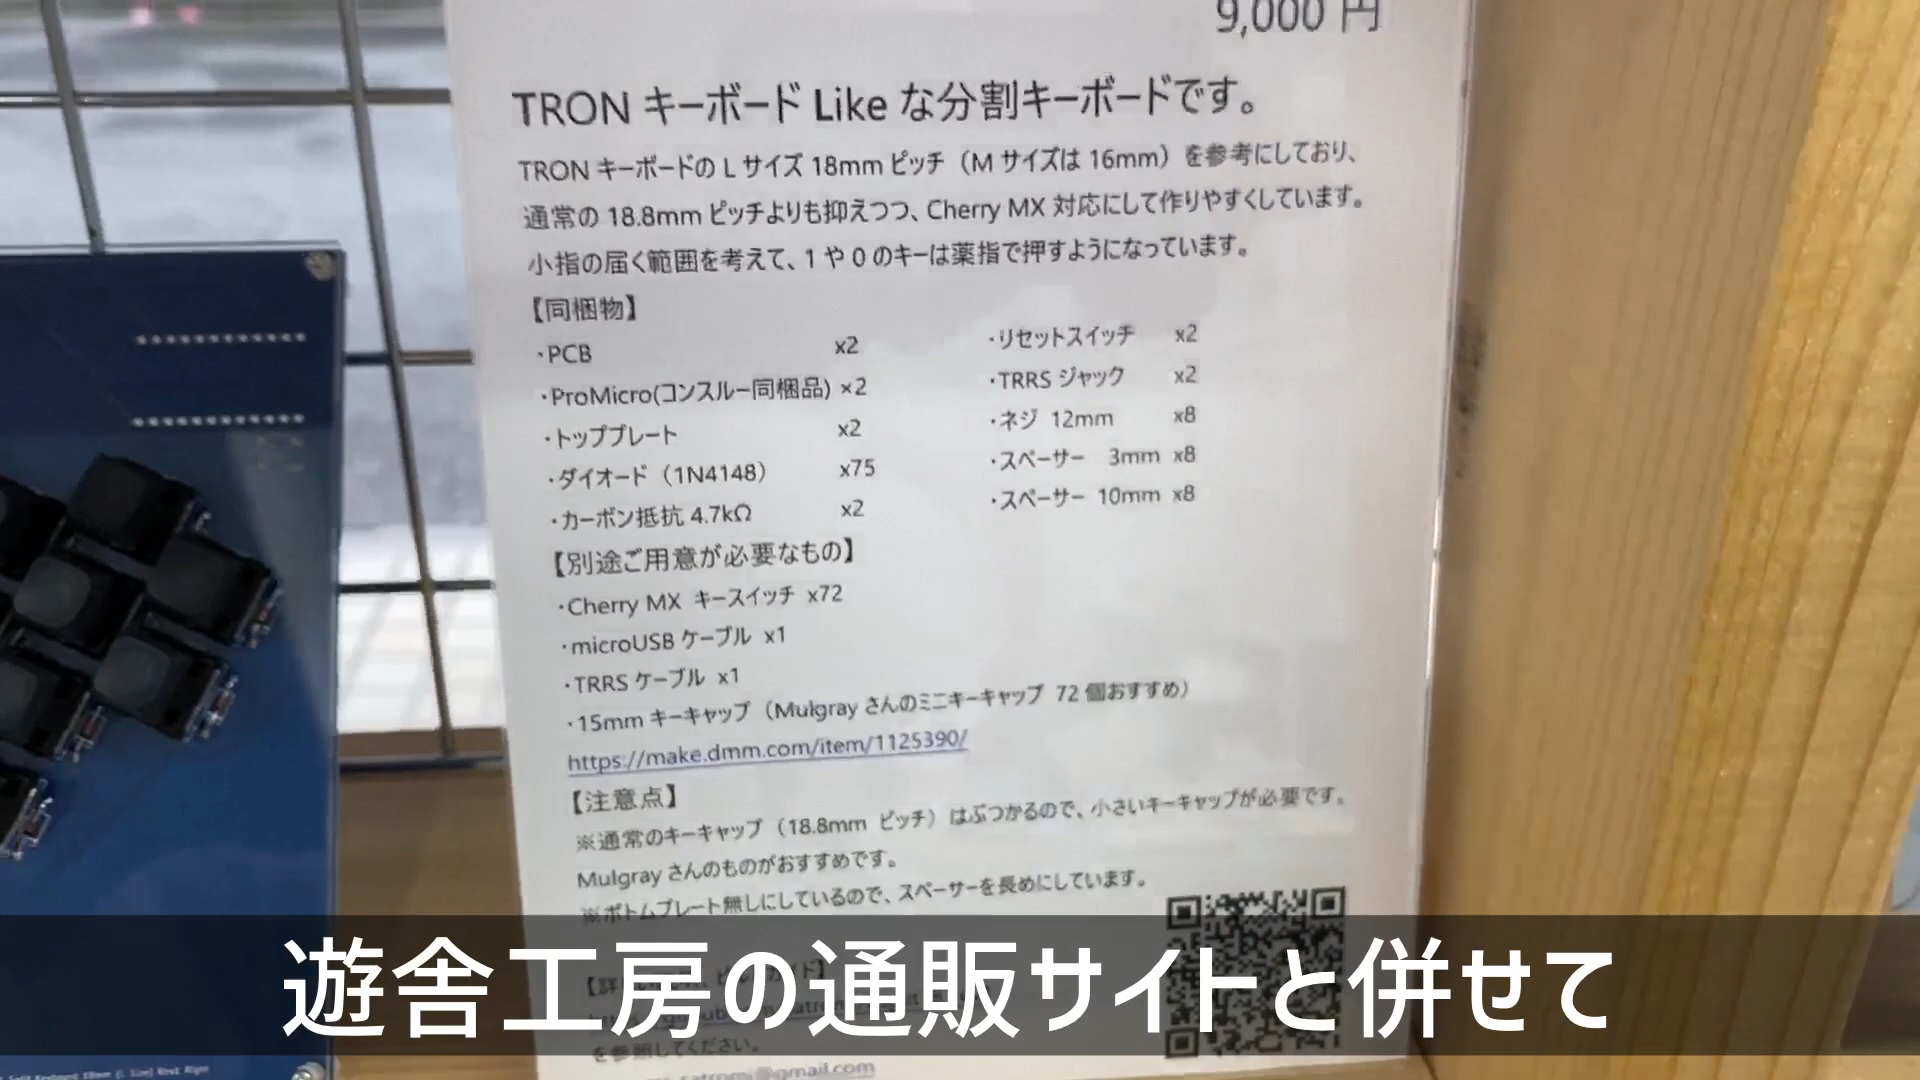 9,000 円
TRON キーボード Like な分割キーボードです。
TRON キーボードの L サイズ 18mm ピッチ（M サイズは 16mm）を参考にしており、
通常の 18.8mm ピッチよりも抑えつつ、Cherry MX 対応にして作りやすくしています。
小指の届く範囲を考えて、1 や 0 のキーは薬指で押すようになっています。
【同梱物】
・PCB x2
・ProMicro(コンスルー同梱品) ×2
・トッププレート x2
・ダイオード（1N4148） x75
・カーボン抵抗 4.7kΩ x2
・リセットスイッチ x2
・TRRS ジャック x2
・ネジ 12mm x8
・スペーサー 3mm x8
・スペーサー 10mm x8
【別途ご用意が必要なもの】
・Cherry MX キースイッチ x72
・microUSB ケーブル x1
・TRRS ケーブル x1
・15mm キーキャップ（Mulgray さんのミニキーキャップ 72 個おすすめ）
https://make.dmm.com/item/1125390/
【注意点】
※通常のキーキャップ（18.8mm ピッチ）はぶつかるので、小さいキーキャップが必要です。
Mulgray さんのものがおすすめです。
※ボトムプレート無しにしているので、スペーサーを長めにしています。
遊舎工房の通販サイトと併せて
を参照してください。